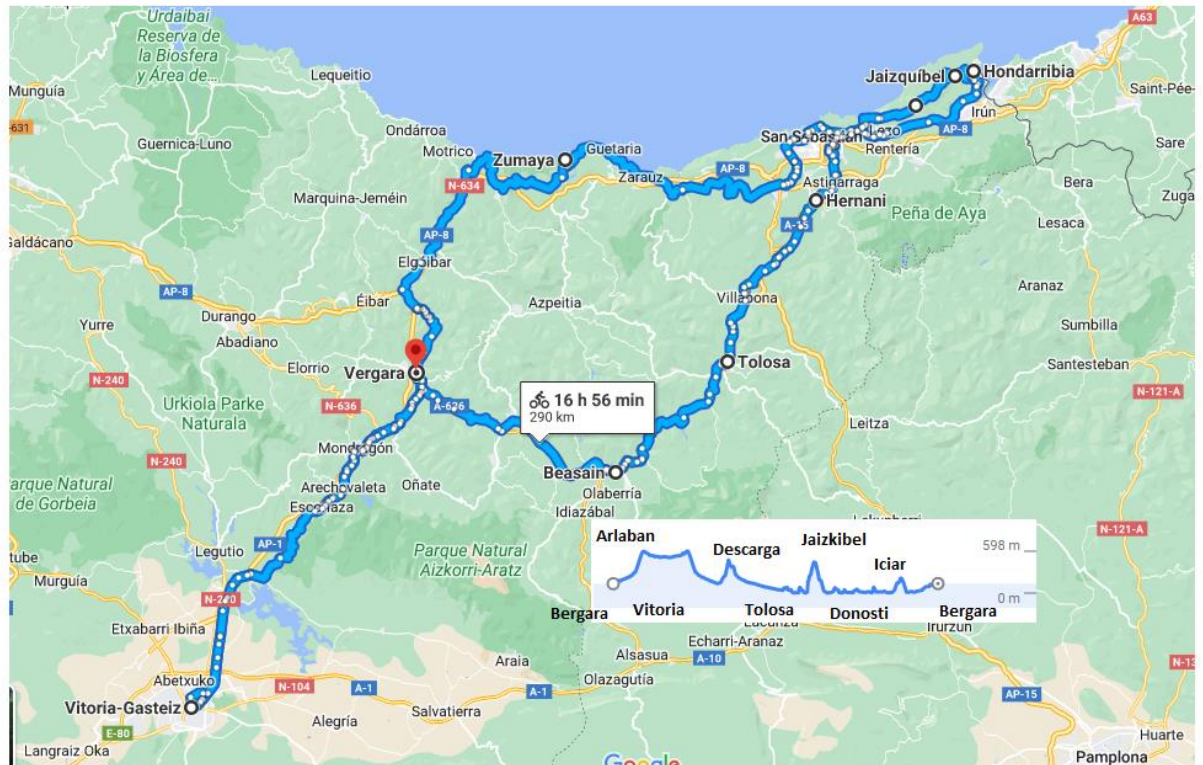 Urdaibai
Reserva de
la Biosfera
y Área de...
A63
Lequeitio
Jaizquíbel
Hondarribia
Munguía
Saint-Pée-
Irún
Ondárroa
San Sebastián
Lezo
AP-8
631
Guernica-Luno
Motrico
Zumaya
Guetaria
Rentería
Sare
Zarauz
AP-8
Astigarraga
N-634
Bera
Marquina-Jeméin
Hernani
Zuga
Peña de Aya
A-15
Lesaca
Galdácano
AP-8
Elgóibar
AP-8
Villabona
Aranaz
Éibar
Azpeitia
Durango
Yurre
Abadiano
Sumbilla
Elorrio
Tolosa
Santesteban
Vergara
N-240
N-636
A-636
16 h 56 min
290 km
N-121-A
Urkiola Parke
Naturala
Leitza
Mondragón
N-240
Beasain
Arechavaleta
Oñate
Olaberría
Parque Natural
de Gorbeia
Idiazábal
Arlaban
Jaizkibel
598 m
N-121-A
AP-1
Descarga
Legutio
Parque Natural
Aizkorri-Aratz
Iciar
Murguía
0 m
N-240
Bergara
Vitoria
Tolosa
Donosti
Bergara
Etxabarri Ibiña
Irurzun
Echarri-Aranaz
Araia
Alsasua
A-10
Abetxuko
N-104
A-1
Olazagutía
A-1
AP-15
Vitoria-Gasteiz
Salvatierra
Alegría
E-80
Huarte
Langraiz Oka
Google
Pamplona